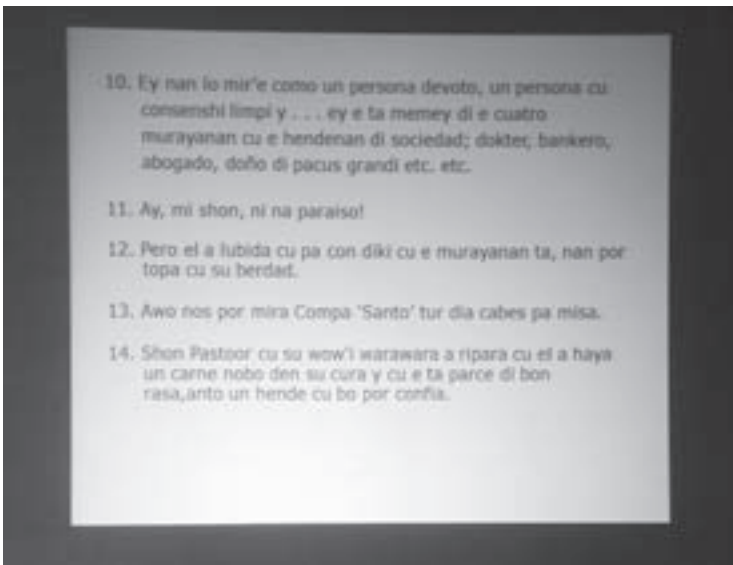 10. Ey nan lo mir'e como un persona devoto, un persona cu
consenshi limpi y . . . ey e ta memey di e cuatro
murayanan cu e hendenan di sociedad; dokter, bankero,
abogado, doño di pacus grandi etc. etc.
11. Ay, mi shon, ni na paraiso!
12. Pero el a lubida cu pa con diki cu e murayanan ta, nan por
topa cu su berdad.
13. Awo nos por mira Compa 'Santo' tur dia cabes pa misa.
14. Shon Pastoor cu su wow'i warawara a ripara cu el a haya
un carne nobo den su cura y cu e ta parce di bon
rasa,anto un hende cu bo por confia.